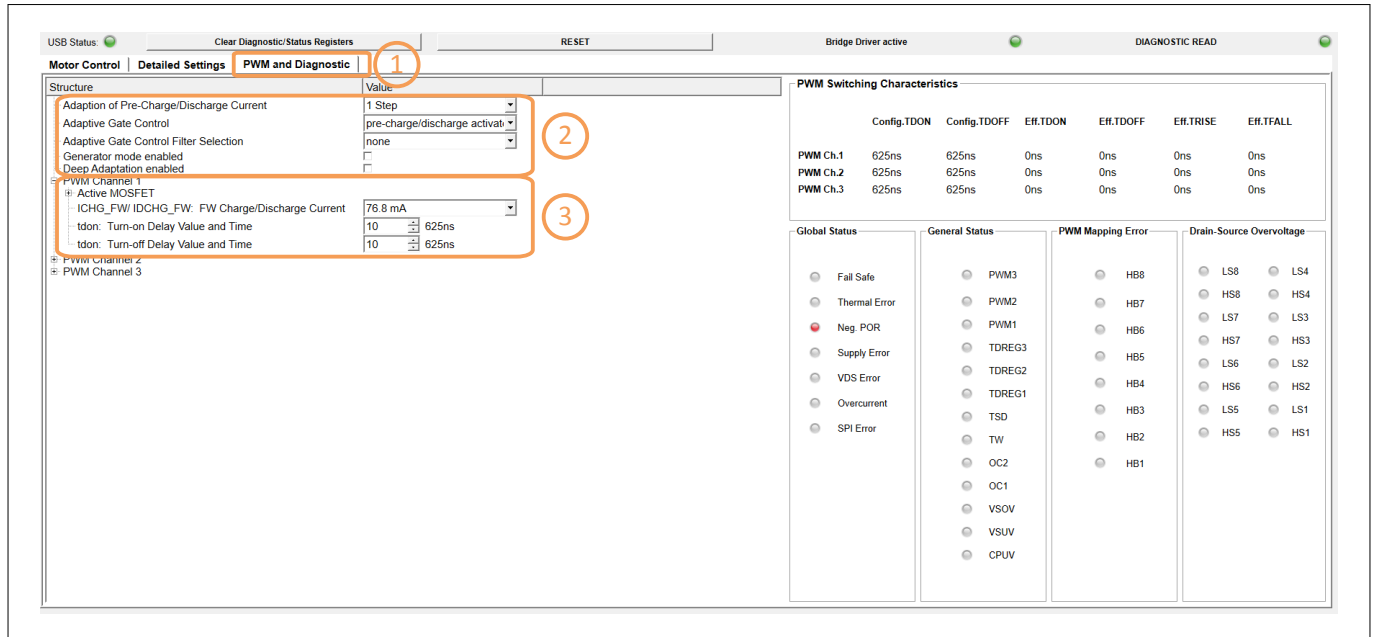 USB Status: Clear Diagnostic/Status Registers RESET Bridge Driver active DIAGNOSTIC READ
Motor Control Detailed Settings PWM and Diagnostic 1
Structure Value
Adaption of Pre-Charge/Discharge Current 1 Step
Adaptive Gate Control pre-charge/discharge activat
Adaptive Gate Control Filter Selection none
Generator mode enabled
Deep Adaptation enabled
2
PWM Channel 1
Active MOSFET
ICHG_FW/ IDCHG_FW: FW Charge/Discharge Current 76.8 mA
tdon: Turn-on Delay Value and Time 10 625ns
tdon: Turn-off Delay Value and Time 10 625ns
3
PWM Channel 2
PWM Channel 3
PWM Switching Characteristics
Config.TDON Config.TDOFF Eff.TDON Eff.TDOFF Eff.TRISE Eff.TFALL
PWM Ch.1 625ns 625ns 0ns 0ns 0ns 0ns
PWM Ch.2 625ns 625ns 0ns 0ns 0ns 0ns
PWM Ch.3 625ns 625ns 0ns 0ns 0ns 0ns
Global Status
Fail Safe
Thermal Error
Neg. POR
Supply Error
VDS Error
Overcurrent
SPI Error
General Status
PWM3
PWM2
PWM1
TDREG3
TDREG2
TDREG1
TSD
TW
OC2
OC1
VSOV
VSUV
CPUV
PWM Mapping Error
HB8
HB7
HB6
HB5
HB4
HB3
HB2
HB1
Drain-Source Overvoltage
LS8 LS4
HS8 HS4
LS7 LS3
HS7 HS3
LS6 LS2
HS6 HS2
LS5 LS1
HS5 HS1